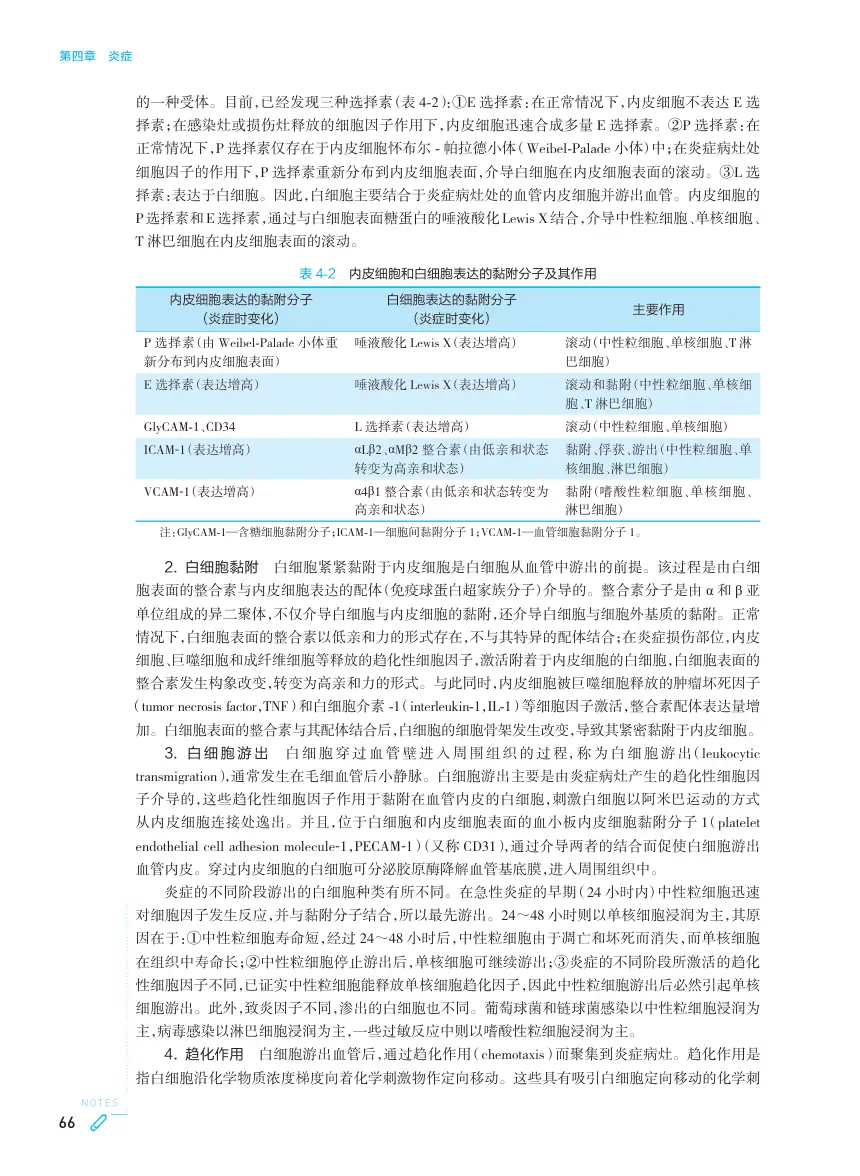 第四章　炎症
的一种受体。目前,已经发现三种选择素(表 4-2):①E 选择素:在正常情况下,内皮细胞不表达 E 选
择素;在感染灶或损伤灶释放的细胞因子作用下,内皮细胞迅速合成多量 E 选择素。②P 选择素:在
正常情况下,P 选择素仅存在于内皮细胞怀布尔 - 帕拉德小体(Weibel-Palade 小体)中;在炎症病灶处
细胞因子的作用下,P 选择素重新分布到内皮细胞表面,介导白细胞在内皮细胞表面的滚动。③L 选
择素:表达于白细胞。因此,白细胞主要结合于炎症病灶处的血管内皮细胞并游出血管。内皮细胞的
P选择素和E选择素,通过与白细胞表面糖蛋白的唾液酸化Lewis X结合,介导中性粒细胞、单核细胞、
T 淋巴细胞在内皮细胞表面的滚动。
表 4-2　内皮细胞和白细胞表达的黏附分子及其作用
内皮细胞表达的黏附分子
(炎症时变化)
白细胞表达的黏附分子
(炎症时变化)
主要作用
P 选择素(由 Weibel-Palade 小体重
新分布到内皮细胞表面)
唾液酸化 Lewis X(表达增高)
滚动(中性粒细胞、单核细胞、T 淋
巴细胞)
E 选择素(表达增高)
唾液酸化 Lewis X(表达增高)
滚动和黏附(中性粒细胞、单核细
胞、T 淋巴细胞)
GlyCAM-1、CD34
L 选择素(表达增高)
滚动(中性粒细胞、单核细胞)
ICAM-1(表达增高)
αLβ2、αMβ2 整合素(由低亲和状态
转变为高亲和状态)
黏附、俘获、游出(中性粒细胞、单
核细胞、淋巴细胞)
VCAM-1(表达增高)
α4β1 整合素(由低亲和状态转变为
高亲和状态)
黏附(嗜酸性粒细胞、单核细胞、
淋巴细胞)
注:GlyCAM-1—含糖细胞黏附分子;ICAM-1—细胞间黏附分子 1;VCAM-1—血管细胞黏附分子 1。
2. 白细胞黏附　白细胞紧紧黏附于内皮细胞是白细胞从血管中游出的前提。该过程是由白细
胞表面的整合素与内皮细胞表达的配体(免疫球蛋白超家族分子)介导的。整合素分子是由 α 和 β 亚
单位组成的异二聚体,不仅介导白细胞与内皮细胞的黏附,还介导白细胞与细胞外基质的黏附。正常
情况下,白细胞表面的整合素以低亲和力的形式存在,不与其特异的配体结合;在炎症损伤部位,内皮
细胞、巨噬细胞和成纤维细胞等释放的趋化性细胞因子,激活附着于内皮细胞的白细胞,白细胞表面的
整合素发生构象改变,转变为高亲和力的形式。与此同时,内皮细胞被巨噬细胞释放的肿瘤坏死因子
(tumor necrosis factor,TNF)和白细胞介素 -1(interleukin-1,IL-1)等细胞因子激活,整合素配体表达量增
加。白细胞表面的整合素与其配体结合后,白细胞的细胞骨架发生改变,导致其紧密黏附于内皮细胞。
3. 白细胞游出　白细胞穿过血管壁进入周围组织的过程,称为白细胞游出(leukocytic
transmigration),通常发生在毛细血管后小静脉。白细胞游出主要是由炎症病灶产生的趋化性细胞因
子介导的,这些趋化性细胞因子作用于黏附在血管内皮的白细胞,刺激白细胞以阿米巴运动的方式
从内皮细胞连接处逸出。并且,位于白细胞和内皮细胞表面的血小板内皮细胞黏附分子 1(platelet
endothelial cell adhesion molecule-1,PECAM-1)(又称 CD31),通过介导两者的结合而促使白细胞游出
血管内皮。穿过内皮细胞的白细胞可分泌胶原酶降解血管基底膜,进入周围组织中。
炎症的不同阶段游出的白细胞种类有所不同。在急性炎症的早期(24 小时内)中性粒细胞迅速
对细胞因子发生反应,并与黏附分子结合,所以最先游出。24～48 小时则以单核细胞浸润为主,其原
因在于:①中性粒细胞寿命短,经过 24～48 小时后,中性粒细胞由于凋亡和坏死而消失,而单核细胞
在组织中寿命长;②中性粒细胞停止游出后,单核细胞可继续游出;③炎症的不同阶段所激活的趋化
性细胞因子不同,已证实中性粒细胞能释放单核细胞趋化因子,因此中性粒细胞游出后必然引起单核
细胞游出。此外,致炎因子不同,渗出的白细胞也不同。葡萄球菌和链球菌感染以中性粒细胞浸润为
主,病毒感染以淋巴细胞浸润为主,一些过敏反应中则以嗜酸性粒细胞浸润为主。
4. 趋化作用　白细胞游出血管后,通过趋化作用(chemotaxis)而聚集到炎症病灶。趋化作用是
指白细胞沿化学物质浓度梯度向着化学刺激物作定向移动。这些具有吸引白细胞定向移动的化学刺
NOTES
66